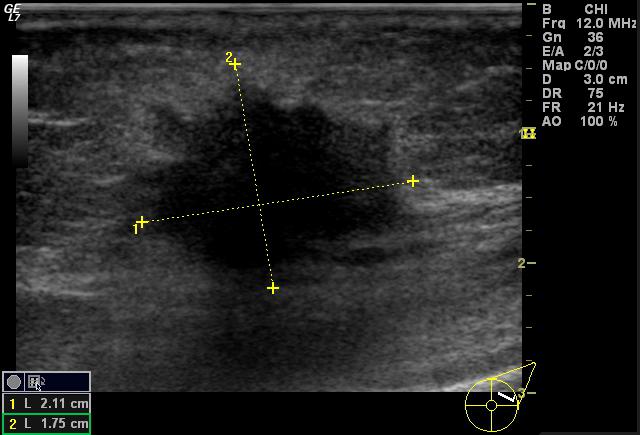 GE
L7
B CHI
Frq 12.0 MHz
Gn 36
E/A 2/3
Map C/0/0
D 3.0 cm
DR 75
FR 21 Hz
AO 100 %
2
1
2
3
1 L 2.11 cm
2 L 1.75 cm